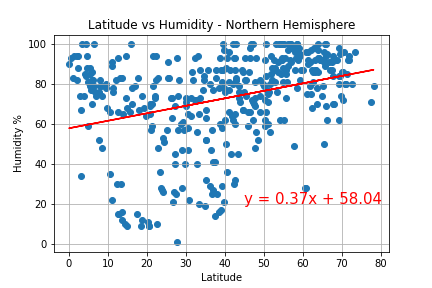 Latitude vs Humidity - Northern Hemisphere
100
80
60
40
20
0
Humidity %
y = 0.37x + 58.04
0 10 20 30 40 50 60 70 80
Latitude